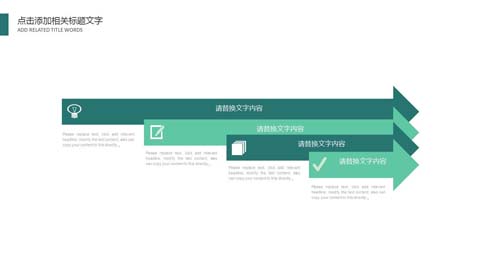 点击添加相关标题文字
ADD RELATED TITLE WORDS
请替换文字内容
Please replace text, click add relevant
headline, modify the text content, also can
copy your content to this directly.
请替换文字内容
Please replace text, click add relevant
headline, modify the text content, also can
copy your content to this directly.
请替换文字内容
Please replace text, click add relevant
headline, modify the text content, also
can copy your content to this directly.
请替换文字内容
Please replace text, click add relevant
headline, modify the text content, also can
copy your content to this directly.